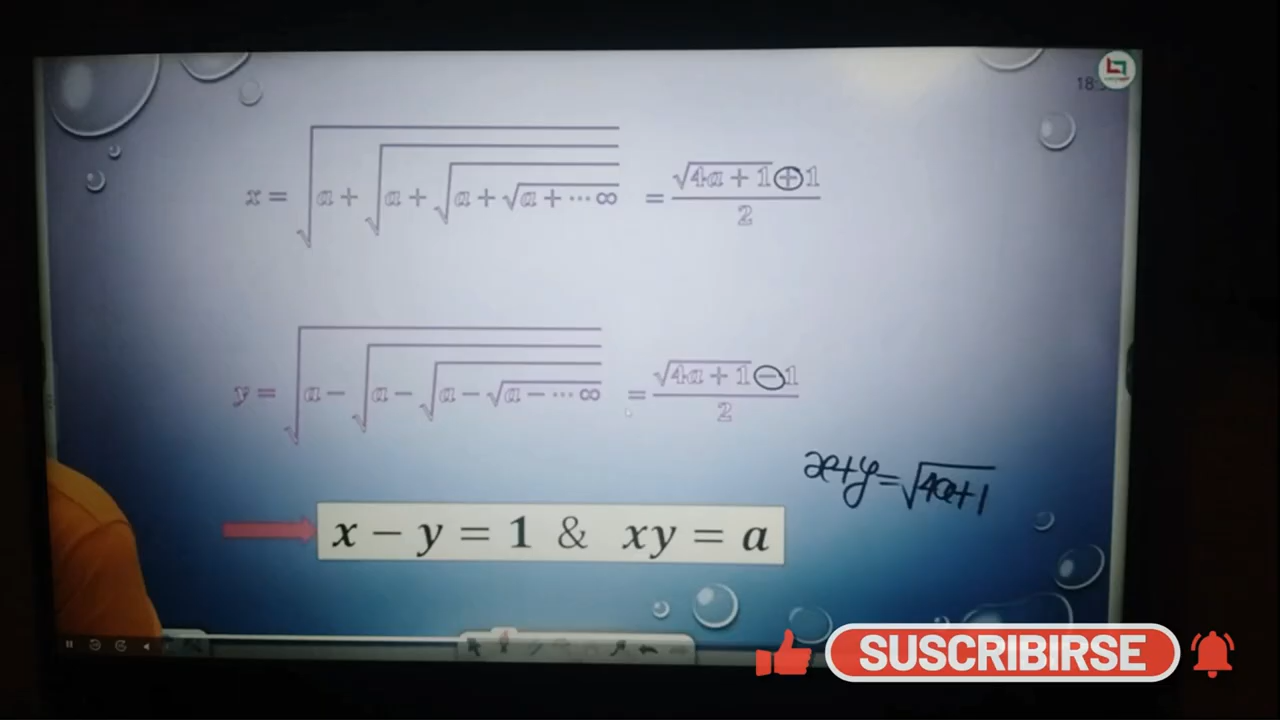 x = √(a + √(a + √(a + √(a + ⋯ ∞)))) = (√(4a + 1) + 1)/2
y = √(a − √(a − √(a − √(a − ⋯ ∞)))) = (√(4a + 1) − 1)/2
x+y=√(4a+1)
x − y = 1 & xy = a
SUSCRIBIRSE